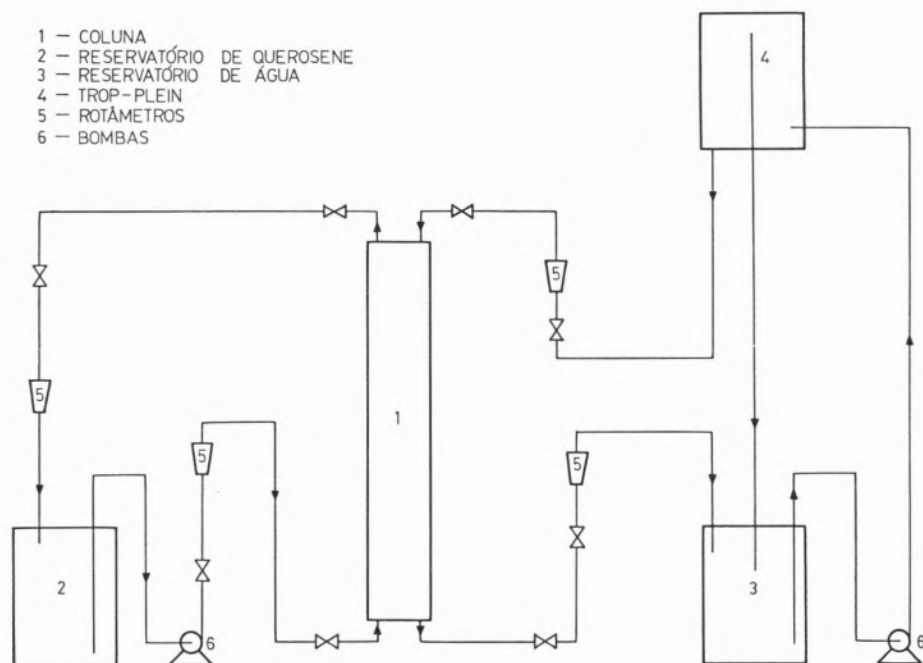 1 — COLUNA
2 — RESERVATÓRIO DE QUEROSENE
3 — RESERVATÓRIO DE ÁGUA
4 — TROP-PLEIN
5 — ROTÂMETROS
6 — BOMBAS
4
5
5
5
1
5
2
6
3
6